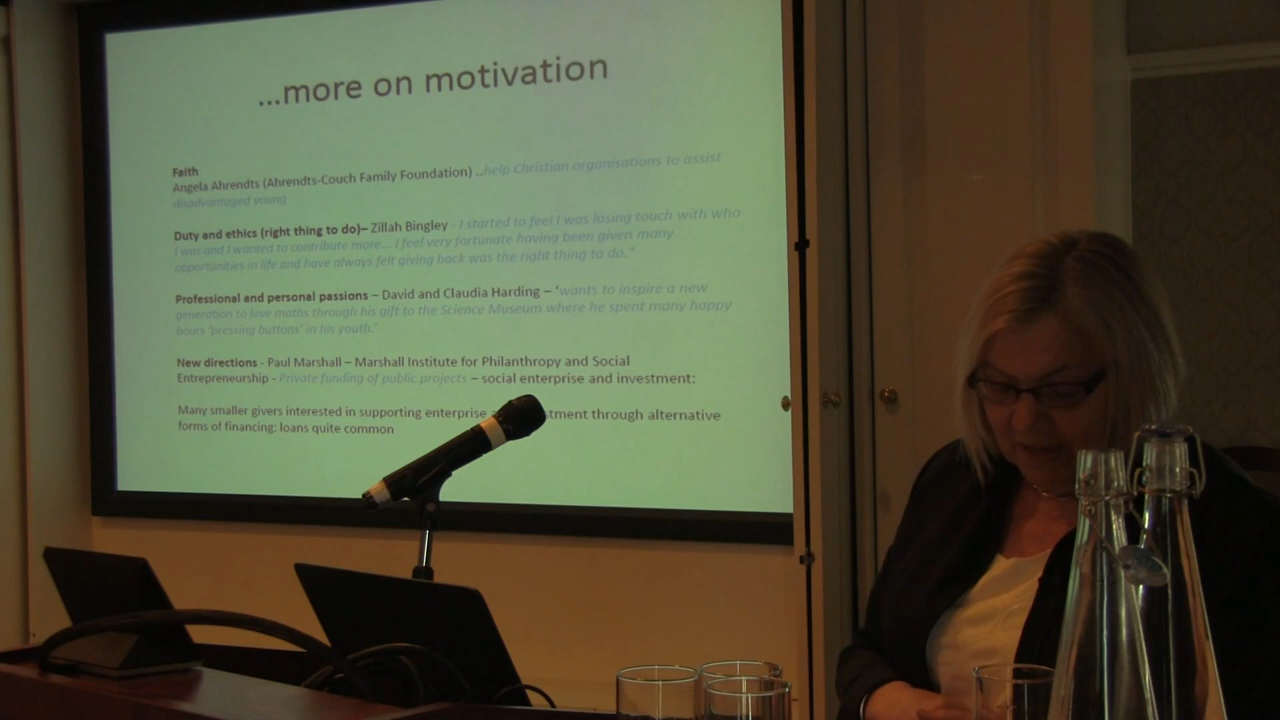 ...more on motivation
Faith
Angela Ahrendts (Ahrendts-Couch Family Foundation) ..help Christian organisations to assist
disadvantaged young
Duty and ethics (right thing to do)– Zillah Bingley - I started to feel I was losing touch with who
I was and I wanted to contribute more... I feel very fortunate having been given many
opportunities in life and have always felt giving back was the right thing to do."
Professional and personal passions – David and Claudia Harding – 'wants to inspire a new
generation to love maths through his gift to the Science Museum where he spent many happy
hours 'pressing buttons' in his youth.'
New directions - Paul Marshall – Marshall Institute for Philanthropy and Social
Entrepreneurship - Private funding of public projects – social enterprise and investment:
Many smaller givers interested in supporting enterprise through alternative
forms of financing: loans quite common